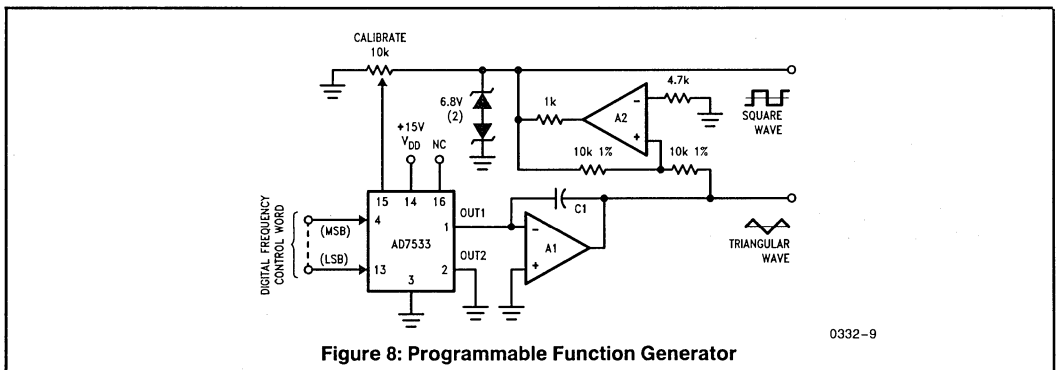 CALIBRATE
10k
6.8V
(2)
1k
A2
-
+
4.7k
SQUARE
WAVE
10k 1%
10k 1%
+15V
VDD
NC
15
14
16
DIGITAL FREQUENCY
CONTROL WORD
(MSB)
(LSB)
4
13
AD7533
3
1
2
OUT1
OUT2
C1
-
+
A1
TRIANGULAR
WAVE
0332-9
Figure 8: Programmable Function Generator